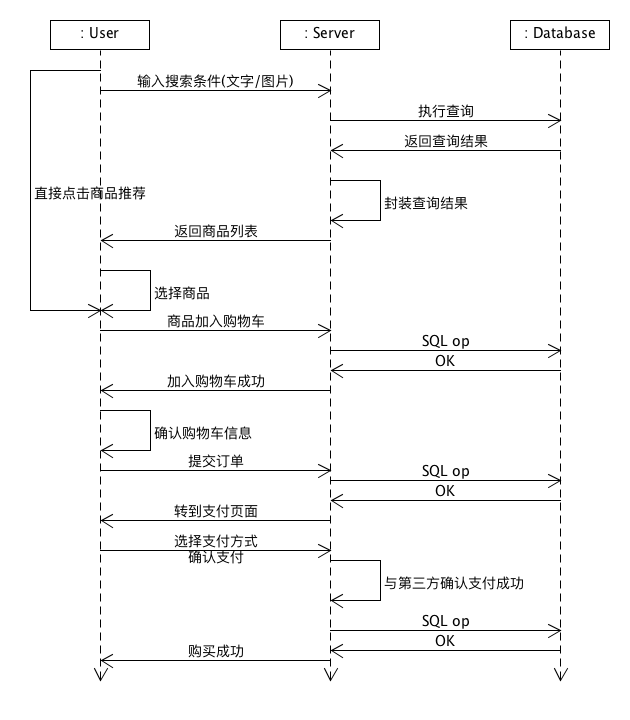 : User
: Server
: Database
输入搜索条件(文字/图片)
执行查询
返回查询结果
直接点击商品推荐
封装查询结果
返回商品列表
选择商品
商品加入购物车
SQL op
OK
加入购物车成功
确认购物车信息
提交订单
SQL op
OK
转到支付页面
选择支付方式
确认支付
与第三方确认支付成功
SQL op
OK
购买成功